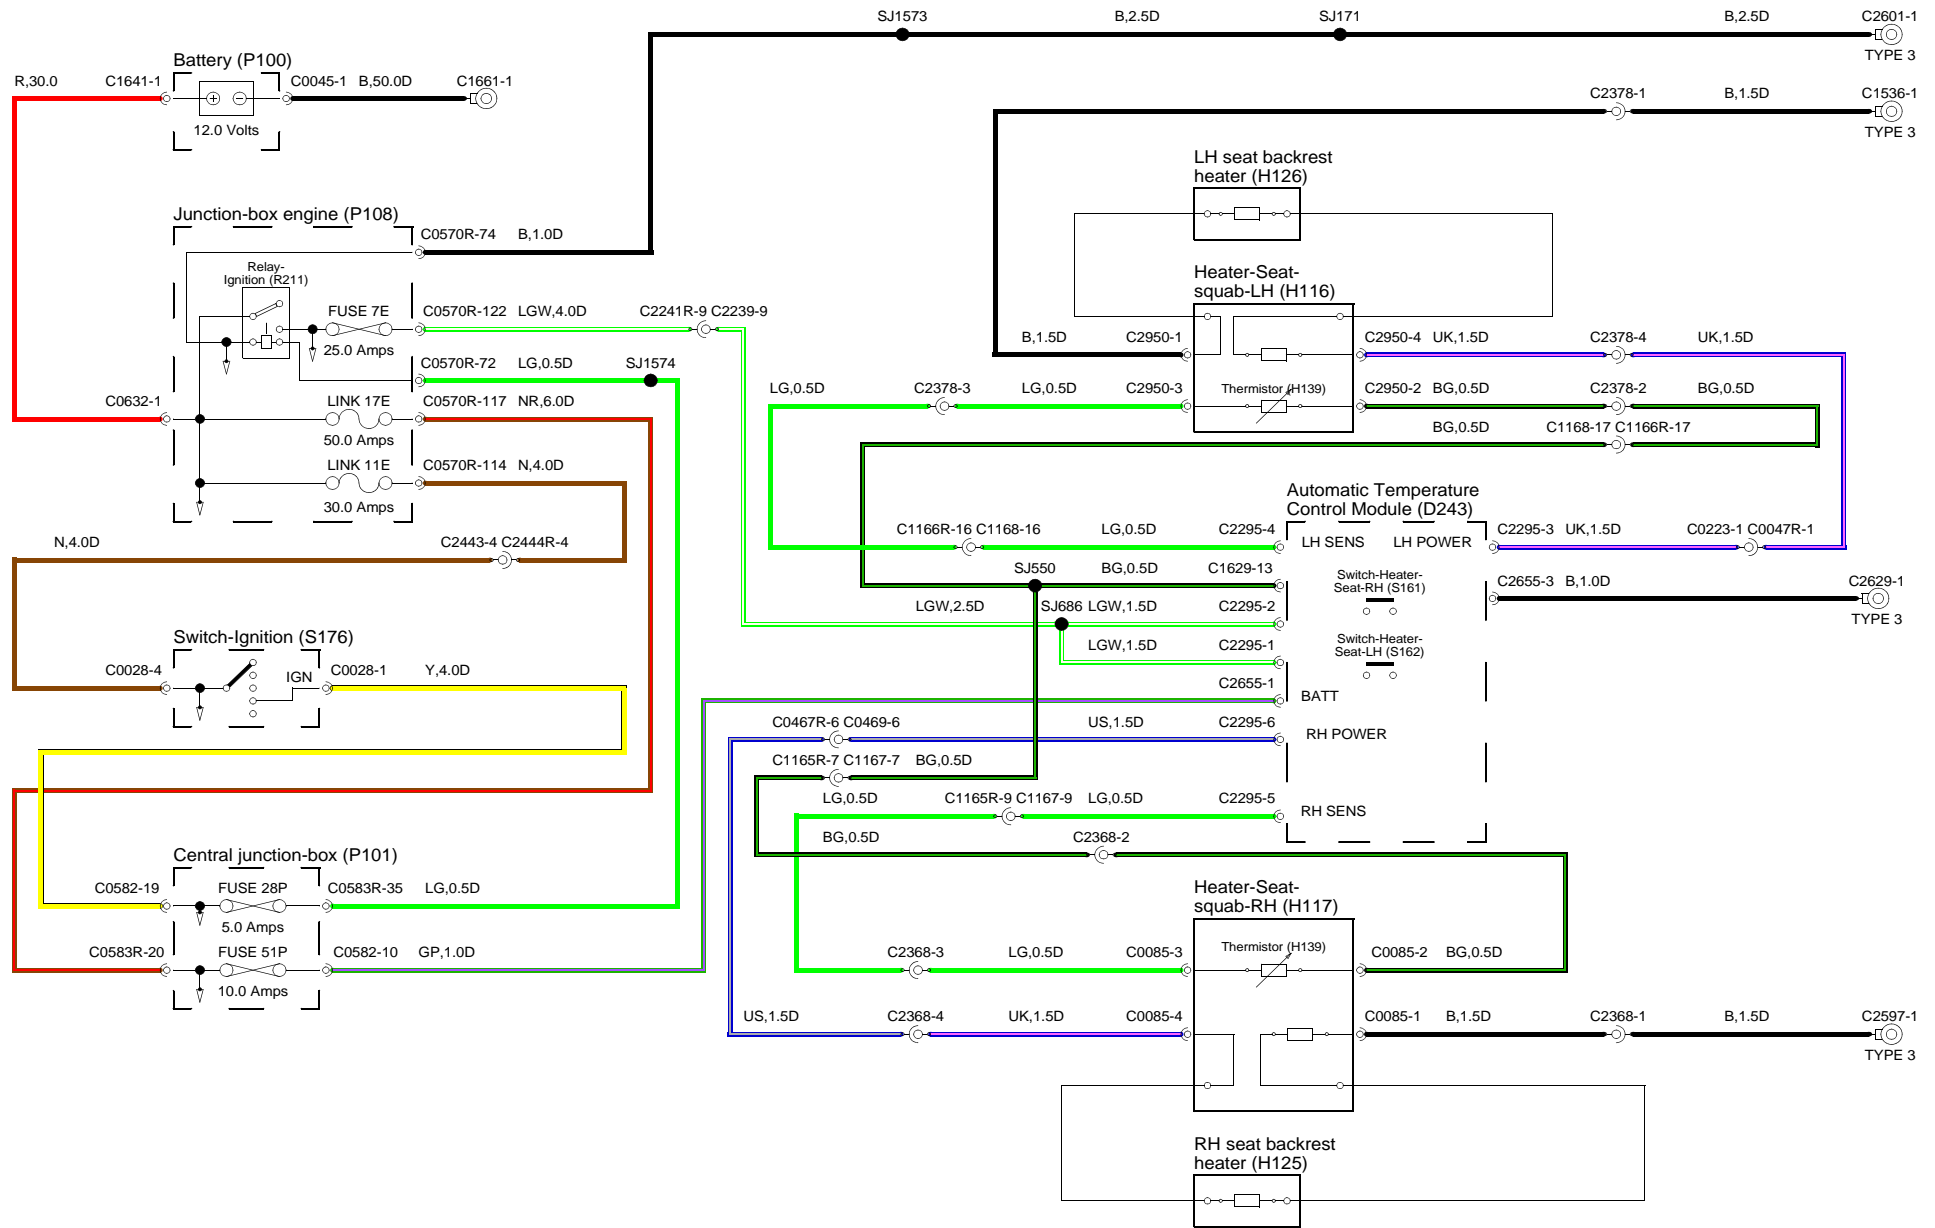 SJ1573 B,2.5D SJ171 B,2.5D C2601-1
TYPE 3
Battery (P100)
R,30.0 C1641-1 C0045-1 B,50.0D C1661-1
12.0 Volts
C2378-1 B,1.5D C1536-1
TYPE 3
LH seat backrest
heater (H126)
Junction-box engine (P108)
C0570R-74 B,1.0D
Relay-
Ignition (R211)
Heater-Seat-
squab-LH (H116)
FUSE 7E C0570R-122 LGW,4.0D C2241R-9 C2239-9
25.0 Amps
B,1.5D C2950-1 C2950-4 UK,1.5D C2378-4 UK,1.5D
C0570R-72 LG,0.5D SJ1574
LG,0.5D C2378-3 LG,0.5D C2950-3 Thermistor (H139) C2950-2 BG,0.5D C2378-2 BG,0.5D
C0632-1 LINK 17E C0570R-117 NR,6.0D
50.0 Amps
BG,0.5D C1168-17 C1166R-17
LINK 11E C0570R-114 N,4.0D
30.0 Amps
Automatic Temperature
Control Module (D243)
C1166R-16 C1168-16 LG,0.5D C2295-4 LH SENS LH POWER C2295-3 UK,1.5D C0223-1 C0047R-1
N,4.0D C2443-4 C2444R-4
SJ550 BG,0.5D C1629-13
Switch-Heater-
Seat-RH (S161)
C2655-3 B,1.0D C2629-1
TYPE 3
LGW,2.5D SJ686 LGW,1.5D C2295-2
Switch-Heater-
Seat-LH (S162)
LGW,1.5D C2295-1
Switch-Ignition (S176)
C0028-4 IGN C0028-1 Y,4.0D
C2655-1 BATT
C0467R-6 C0469-6 US,1.5D C2295-6 RH POWER
C1165R-7 C1167-7 BG,0.5D
LG,0.5D C1165R-9 C1167-9 LG,0.5D C2295-5 RH SENS
BG,0.5D C2368-2
Central junction-box (P101)
C0582-19 FUSE 28P C0583R-35 LG,0.5D
5.0 Amps
Heater-Seat-
squab-RH (H117)
C0583R-20 FUSE 51P C0582-10 GP,1.0D
10.0 Amps
C2368-3 LG,0.5D C0085-3 Thermistor (H139) C0085-2 BG,0.5D
US,1.5D C2368-4 UK,1.5D C0085-4 C0085-1 B,1.5D C2368-1 B,1.5D C2597-1
TYPE 3
RH seat backrest
heater (H125)